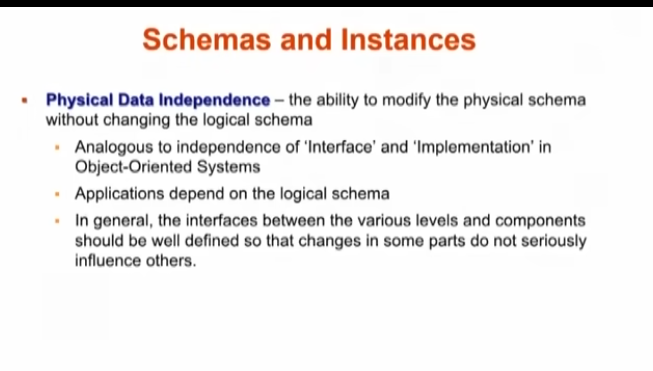 Schemas and Instances
▪ Physical Data Independence – the ability to modify the physical schema
without changing the logical schema
▪ Analogous to independence of 'Interface' and 'Implementation' in
Object-Oriented Systems
▪ Applications depend on the logical schema
▪ In general, the interfaces between the various levels and components
should be well defined so that changes in some parts do not seriously
influence others.